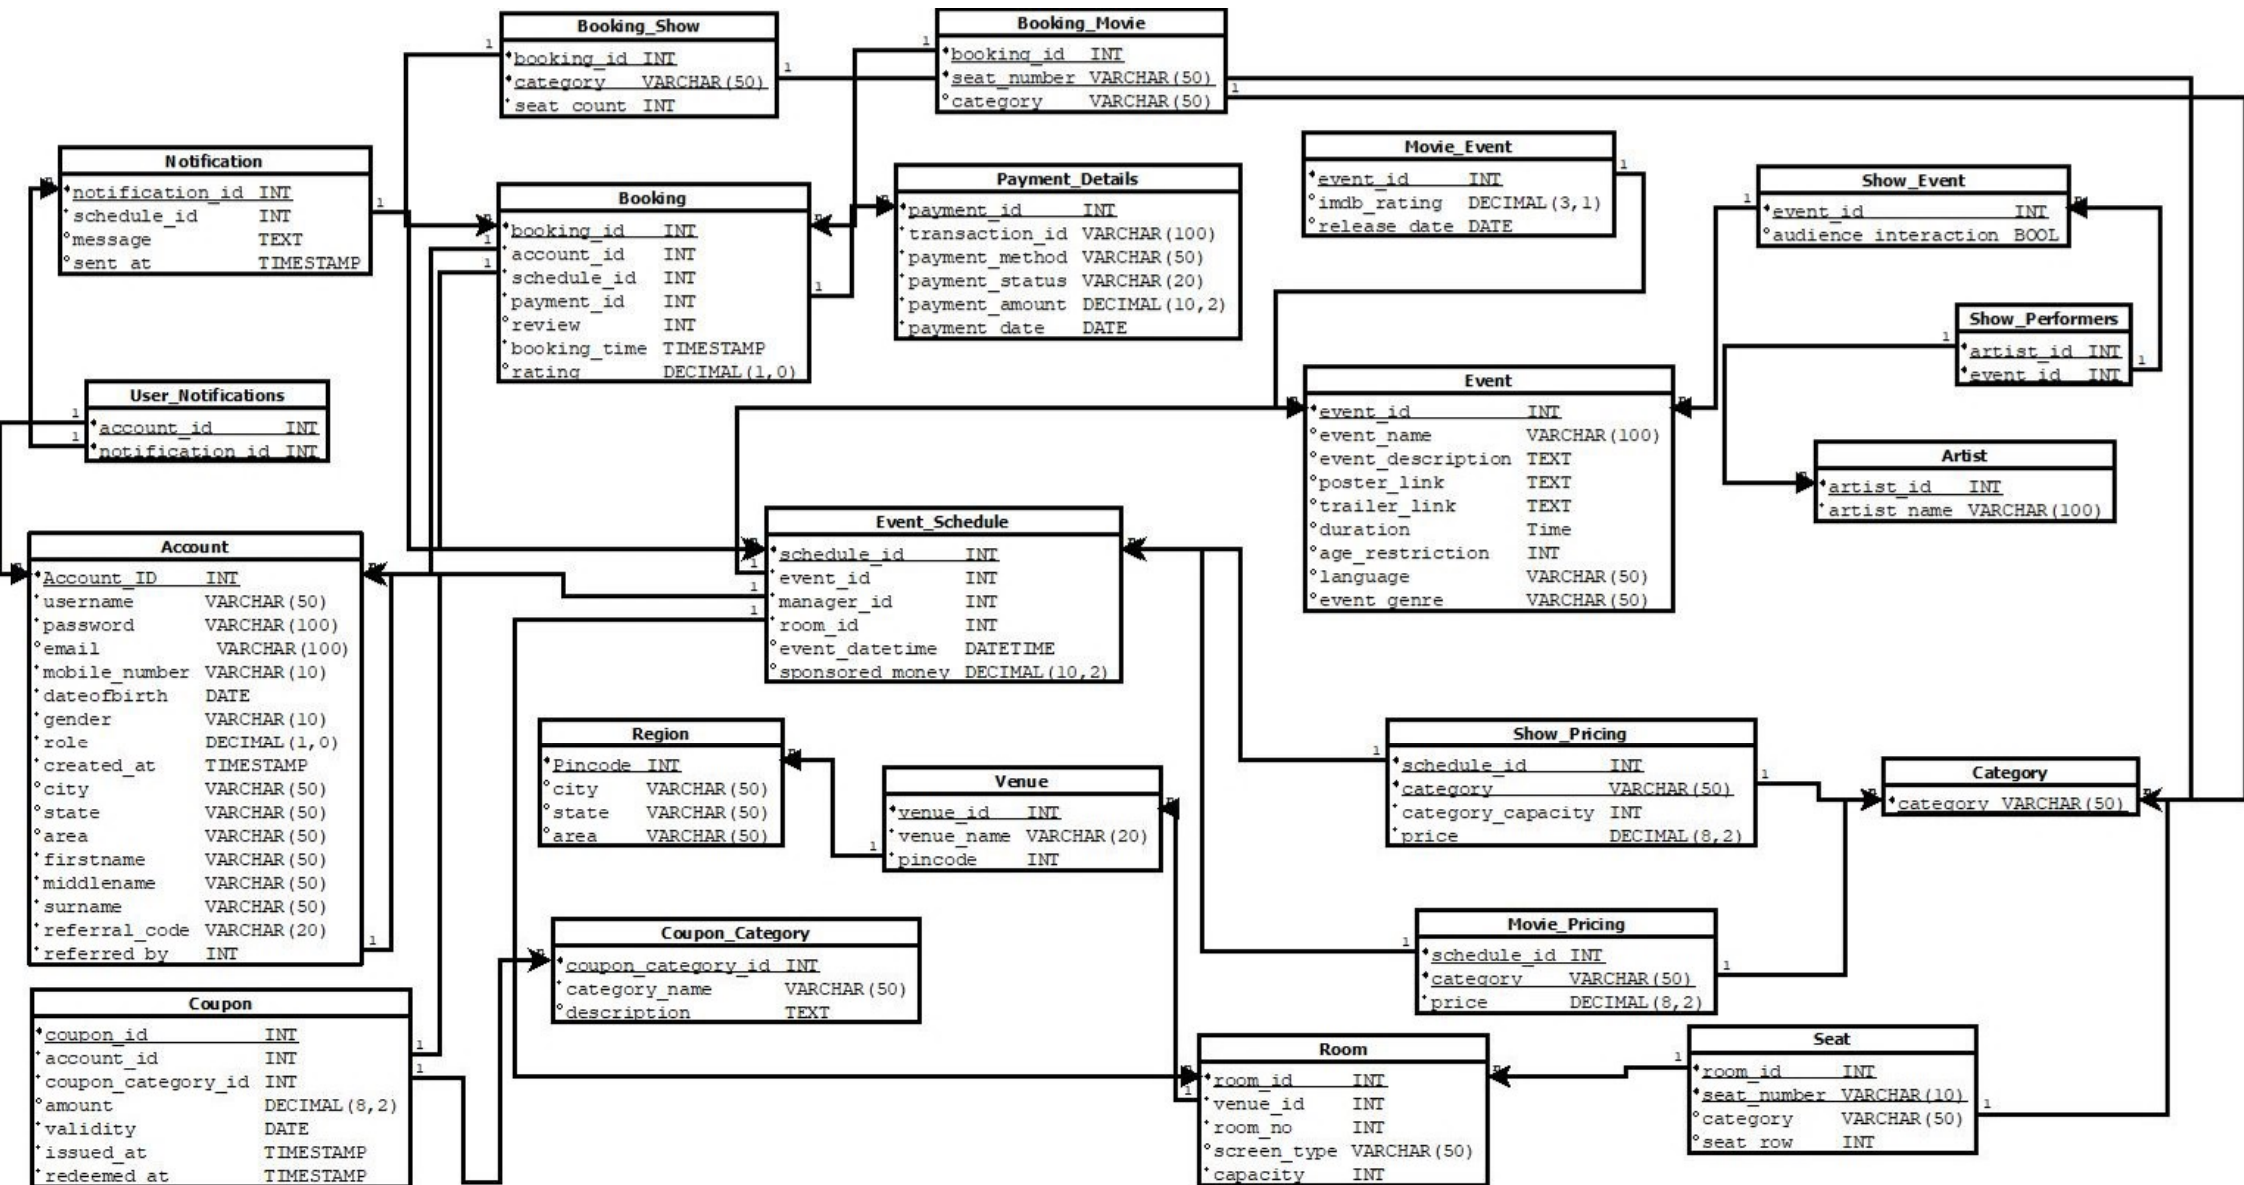 Booking_Show
booking_id INT
category VARCHAR(50)
seat_count INT
Booking_Movie
booking_id INT
seat_number VARCHAR(50)
category VARCHAR(50)
Notification
notification_id INT
schedule_id INT
message TEXT
sent_at TIMESTAMP
Booking
booking_id INT
account_id INT
schedule_id INT
payment_id INT
review INT
booking_time TIMESTAMP
rating DECIMAL(1,0)
Payment_Details
payment_id INT
transaction_id VARCHAR(100)
payment_method VARCHAR(50)
payment_status VARCHAR(20)
payment_amount DECIMAL(10,2)
payment_date DATE
Movie_Event
event_id INT
imdb_rating DECIMAL(3,1)
release_date DATE
Show_Event
event_id INT
audience_interaction BOOL
Show_Performers
artist_id INT
event_id INT
User_Notifications
account_id INT
notification_id INT
Event
event_id INT
event_name VARCHAR(100)
event_description TEXT
poster_link TEXT
trailer_link TEXT
duration Time
age_restriction INT
language VARCHAR(50)
event_genre VARCHAR(50)
Artist
artist_id INT
artist_name VARCHAR(100)
Account
Account_ID INT
username VARCHAR(50)
password VARCHAR(100)
email VARCHAR(100)
mobile_number VARCHAR(10)
dateofbirth DATE
gender VARCHAR(10)
role DECIMAL(1,0)
created_at TIMESTAMP
city VARCHAR(50)
state VARCHAR(50)
area VARCHAR(50)
firstname VARCHAR(50)
middlename VARCHAR(50)
surname VARCHAR(50)
referral_code VARCHAR(20)
referred_by INT
Event_Schedule
schedule_id INT
event_id INT
manager_id INT
room_id INT
event_datetime DATETIME
sponsored_money DECIMAL(10,2)
Region
Pincode INT
city VARCHAR(50)
state VARCHAR(50)
area VARCHAR(50)
Venue
venue_id INT
venue_name VARCHAR(20)
pincode INT
Show_Pricing
schedule_id INT
category VARCHAR(50)
category_capacity INT
price DECIMAL(8,2)
Category
category VARCHAR(50)
Coupon_Category
coupon_category_id INT
category_name VARCHAR(50)
description TEXT
Movie_Pricing
schedule_id INT
category VARCHAR(50)
price DECIMAL(8,2)
Coupon
coupon_id INT
account_id INT
coupon_category_id INT
amount DECIMAL(8,2)
validity DATE
issued_at TIMESTAMP
redeemed_at TIMESTAMP
Room
room_id INT
venue_id INT
room_no INT
screen_type VARCHAR(50)
capacity INT
Seat
room_id INT
seat_number VARCHAR(10)
category VARCHAR(50)
seat_row INT